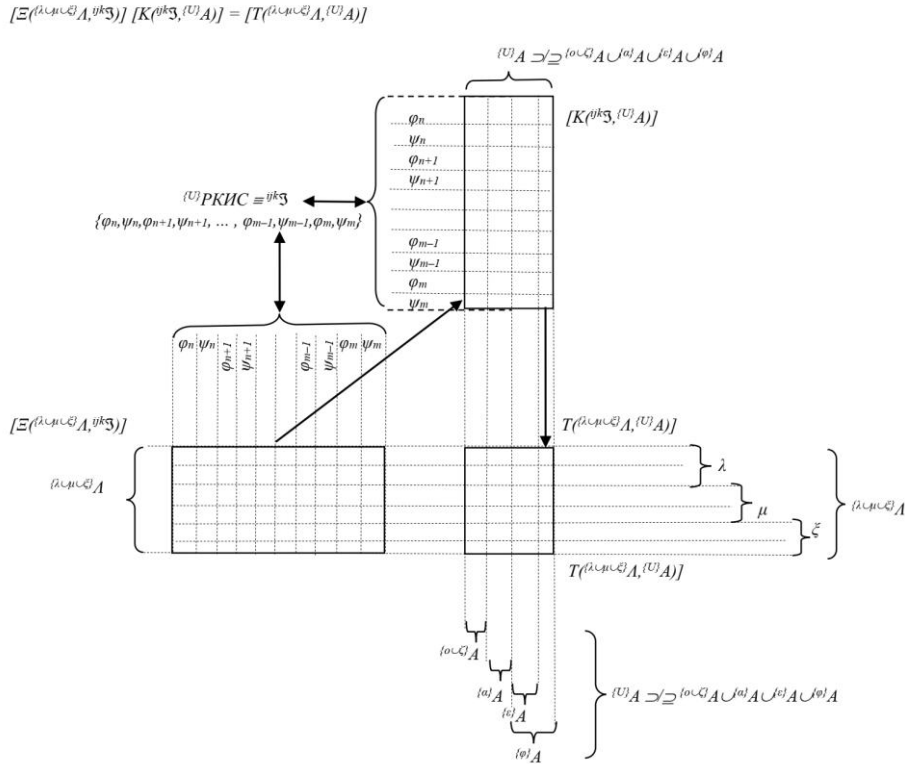 [Ξ(^{λ∪μ∪ξ}Λ,^{ijk}ℑ)] [K(^{ijk}ℑ,^{U}A)] = [T(^{λ∪μ∪ξ}Λ,^{U}A)]
^{U}A ⊃/⊇ ^{o∪ζ}A∪^{α}A∪^{ε}A∪^{φ}A
[K(^{ijk}ℑ,^{U}A)]
φn
ψn
φn+1
ψn+1
φm–1
ψm–1
φm
ψm
^{U}РКИС ≡ ^{ijk}ℑ
{φn,ψn,φn+1,ψn+1, … , φm–1,ψm–1,φm,ψm}
φn ψn φn+1 ψn+1 φm–1 ψm–1 φm ψm
[Ξ(^{λ∪μ∪ξ}Λ,^{ijk}ℑ)]
T(^{λ∪μ∪ξ}Λ,^{U}A)]
^{λ∪μ∪ξ}Λ
λ
μ
ξ
^{λ∪μ∪ξ}Λ
T(^{λ∪μ∪ξ}Λ,^{U}A)]
^{o∪ζ}A
^{α}A
^{ε}A
^{φ}A
^{U}A ⊃/⊇ ^{o∪ζ}A∪^{α}A∪^{ε}A∪^{φ}A